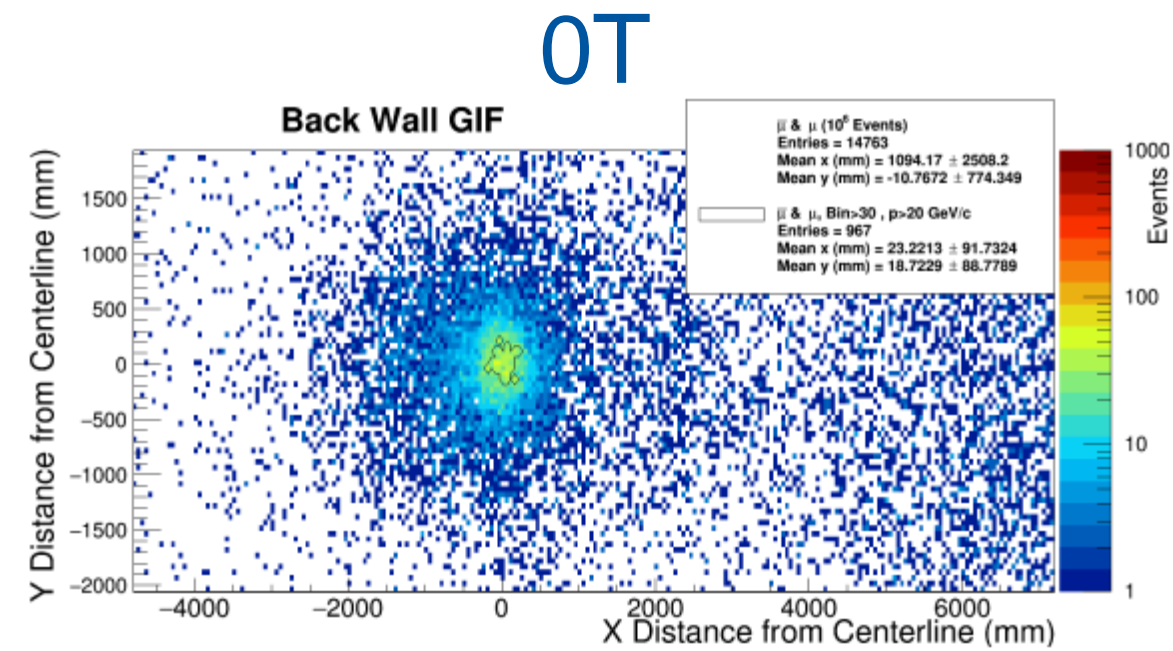 0T
Back Wall GIF
μ̅ & μ (10⁶ Events)
Entries = 14763
Mean x (mm) = 1094.17 ± 2508.2
Mean y (mm) = -10.7672 ± 774.349
μ̅ & μ, Bin>30 , p>20 GeV/c
Entries = 967
Mean x (mm) = 23.2213 ± 91.7324
Mean y (mm) = 18.7229 ± 88.7789
Y Distance from Centerline (mm)
1500
1000
500
0
−500
−1000
−1500
−2000
−4000 −2000 0 2000 4000 6000
X Distance from Centerline (mm)
1000
100
10
1
Events